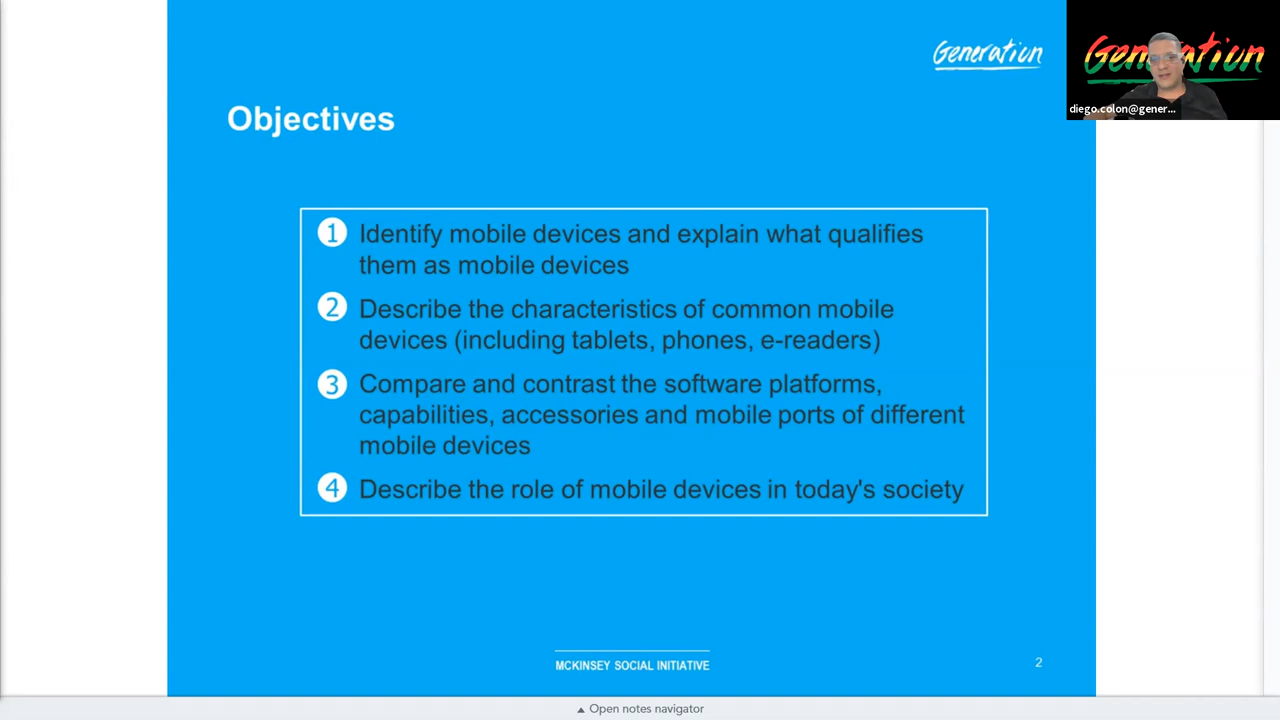 Generation
Generation
diego.colon@gener...
Objectives
1 Identify mobile devices and explain what qualifies
them as mobile devices
2 Describe the characteristics of common mobile
devices (including tablets, phones, e-readers)
3 Compare and contrast the software platforms,
capabilities, accessories and mobile ports of different
mobile devices
4 Describe the role of mobile devices in today's society
MCKINSEY SOCIAL INITIATIVE
2
▲ Open notes navigator